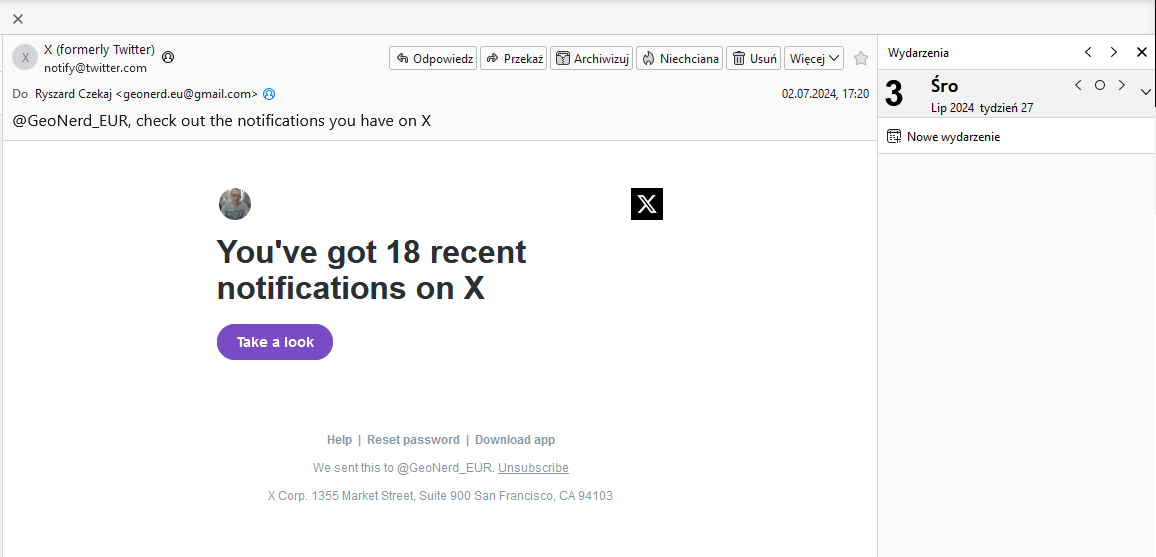 X
X (formerly Twitter)
notify@twitter.com
Odpowiedz
Przekaż
Archiwizuj
Niechciana
Usuń
Więcej
Do Ryszard Czekaj <geonerd.eu@gmail.com>
02.07.2024, 17:20
@GeoNerd_EUR, check out the notifications you have on X
X
You've got 18 recent
notifications on X
Take a look
Help | Reset password | Download app
We sent this to @GeoNerd_EUR. Unsubscribe
X Corp. 1355 Market Street, Suite 900 San Francisco, CA 94103
Wydarzenia
3
Śro
Lip 2024 tydzień 27
Nowe wydarzenie